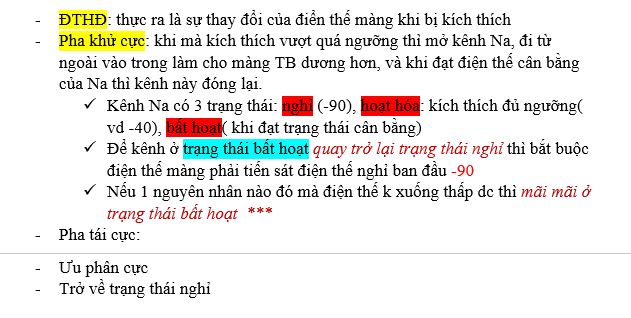 - ĐTHĐ: thực ra là sự thay đổi của điển thế màng khi bị kích thích
- Pha khử cực: khi mà kích thích vượt quá ngưỡng thì mở kênh Na, đi từ
ngoài vào trong làm cho màng TB dương hơn, và khi đạt điện thế cân bằng
của Na thì kênh này đóng lại.
✓ Kênh Na có 3 trạng thái: nghỉ (-90), hoạt hóa: kích thích đủ ngưỡng(
vd -40), bất hoạt( khi đạt trạng thái cân bằng)
✓ Để kênh ở trạng thái bất hoạt quay trở lại trạng thái nghỉ thì bắt buộc
điện thế màng phải tiến sát điện thế nghỉ ban đầu -90
✓ Nếu 1 nguyên nhân nào đó mà điện thế k xuống thấp dc thì mãi mãi ở
trạng thái bất hoạt ***
- Pha tái cực:
- Ưu phân cực
- Trở về trạng thái nghỉ